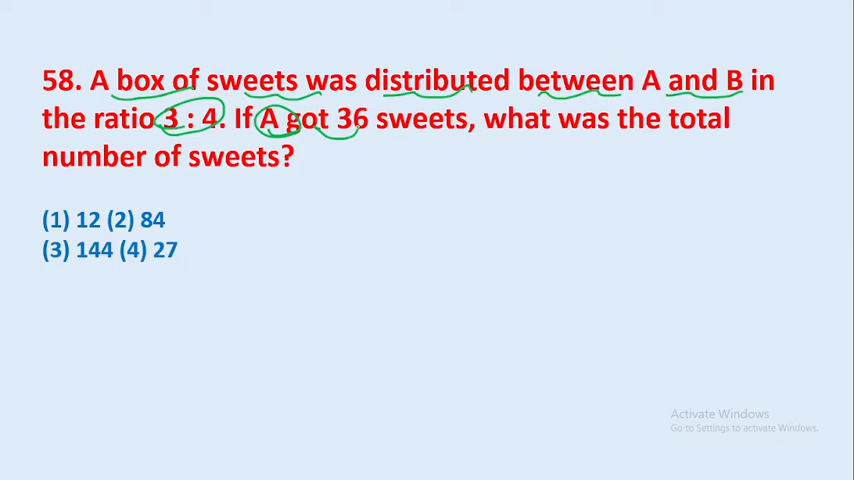 58. A box of sweets was distributed between A and B in
the ratio 3 : 4. If A got 36 sweets, what was the total
number of sweets?
(1) 12 (2) 84
(3) 144 (4) 27
Activate Windows
Go to Settings to activate Windows.